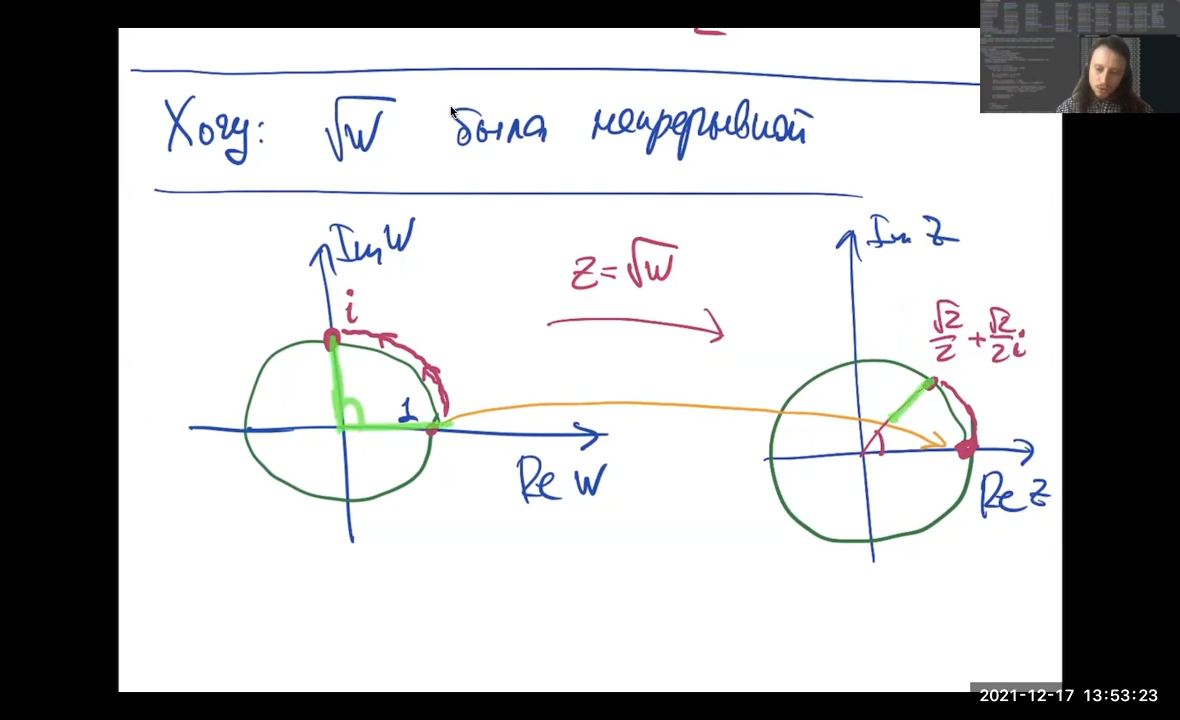 Хочу: √w была непрерывной
Im w
Im z
z = √w
i
√2/2 + √2/2 i
1
Re w
Re z
2021-12-17 13:53:23